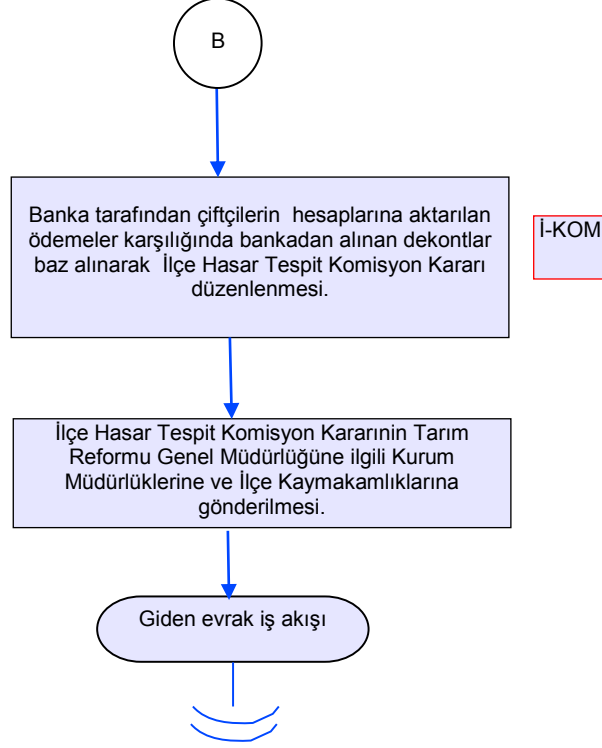 B
Banka tarafından çiftçilerin hesaplarına aktarılan
ödemeler karşılığında bankadan alınan dekontlar
baz alınarak İlçe Hasar Tespit Komisyon Kararı
düzenlenmesi.
İ-KOM
İlçe Hasar Tespit Komisyon Kararınin Tarım
Reformu Genel Müdürlüğüne ilgili Kurum
Müdürlüklerine ve İlçe Kaymakamlıklarına
gönderilmesi.
Giden evrak iş akışı